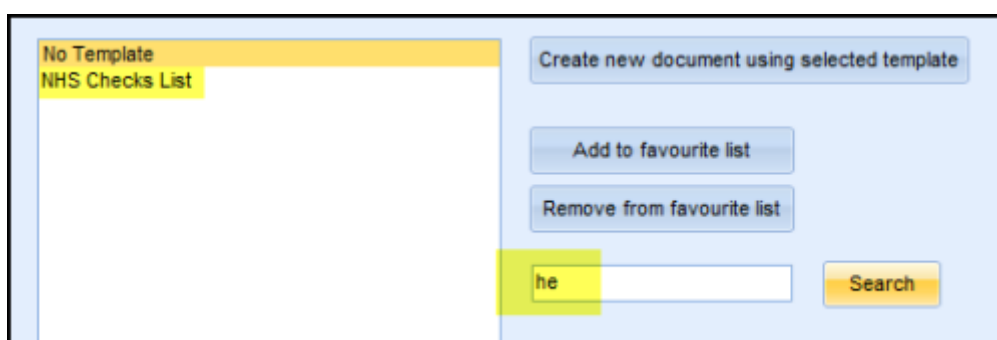 No Template
NHS Checks List
Create new document using selected template
Add to favourite list
Remove from favourite list
he
Search